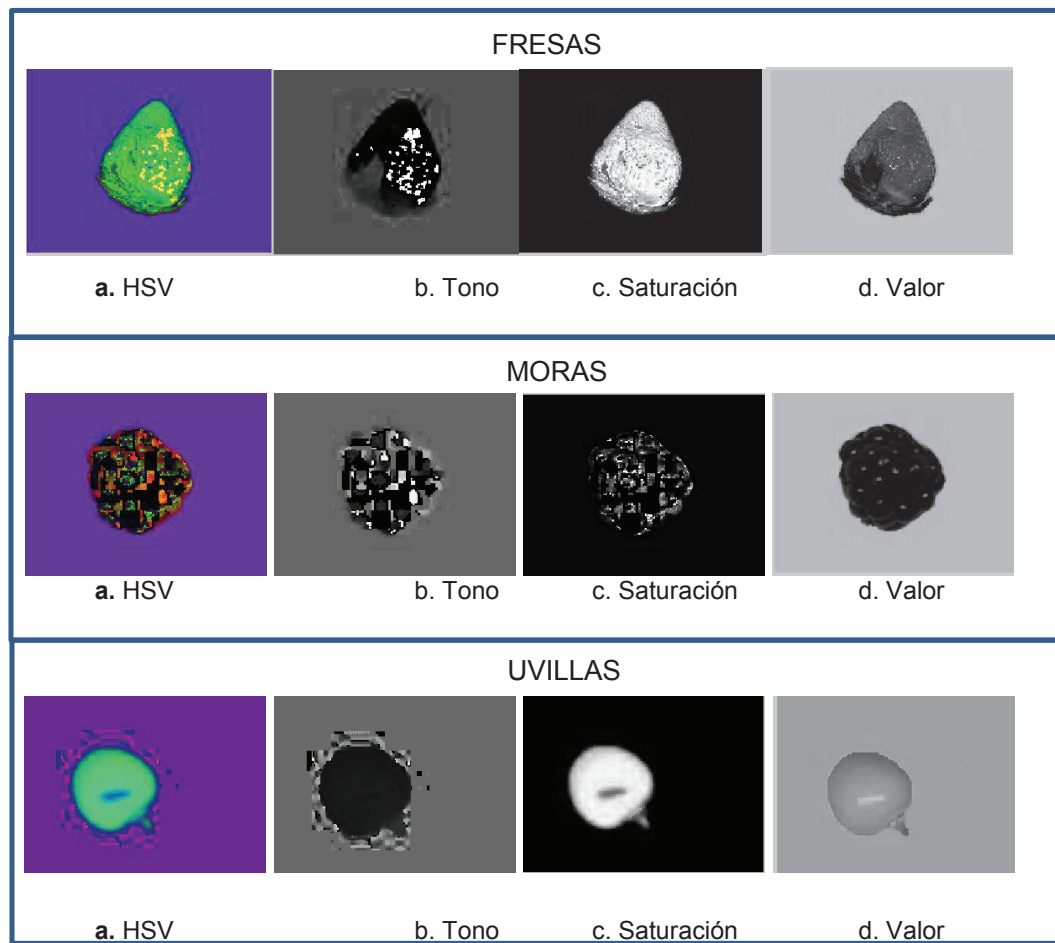 FRESAS
a. HSV b. Tono c. Saturación d. Valor
MORAS
a. HSV b. Tono c. Saturación d. Valor
UVILLAS
a. HSV b. Tono c. Saturación d. Valor